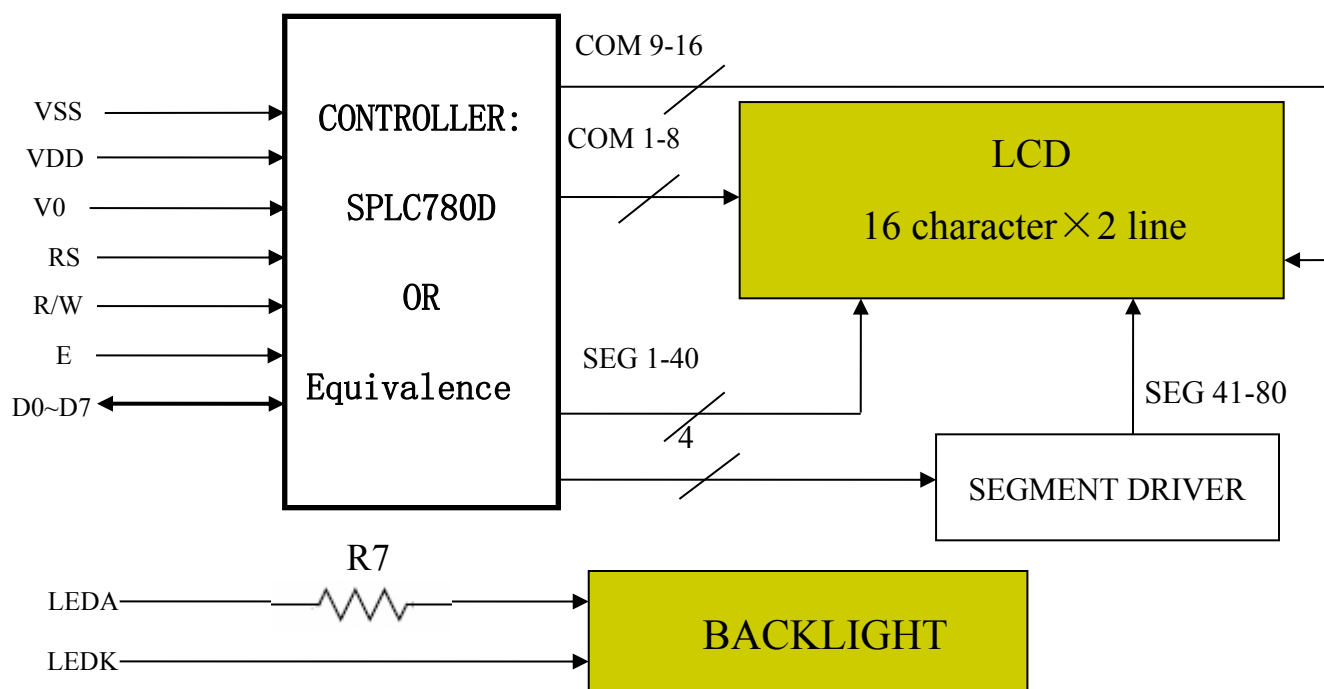 VSS
VDD
V0
RS
R/W
E
D0~D7
CONTROLLER:
SPLC780D
OR
Equivalence
COM 9-16
COM 1-8
LCD
16 character×2 line
SEG 1-40
4
SEG 41-80
SEGMENT DRIVER
R7
LEDA
LEDK
BACKLIGHT